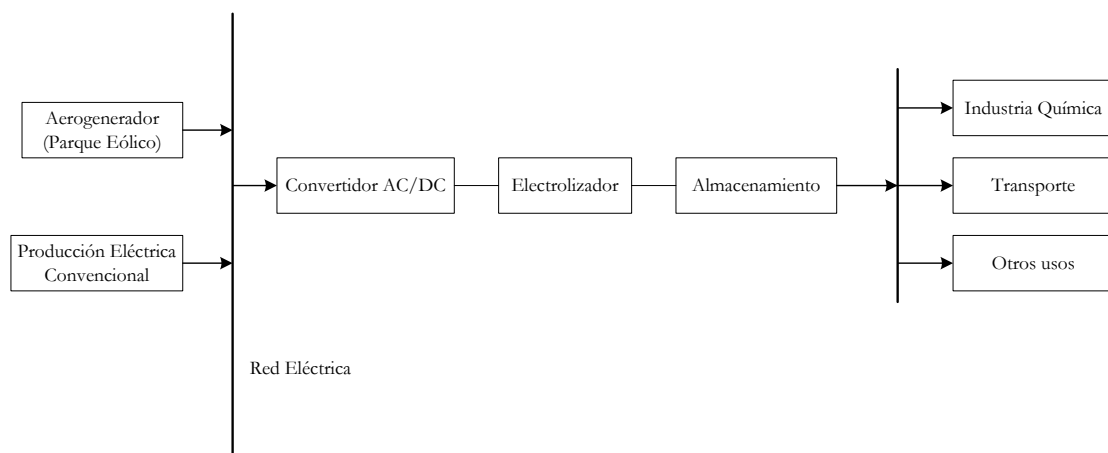 Aerogenerador
(Parque Eólico)
Producción Eléctrica
Convencional
Red Eléctrica
Convertidor AC/DC
Electrolizador
Almacenamiento
Industria Química
Transporte
Otros usos